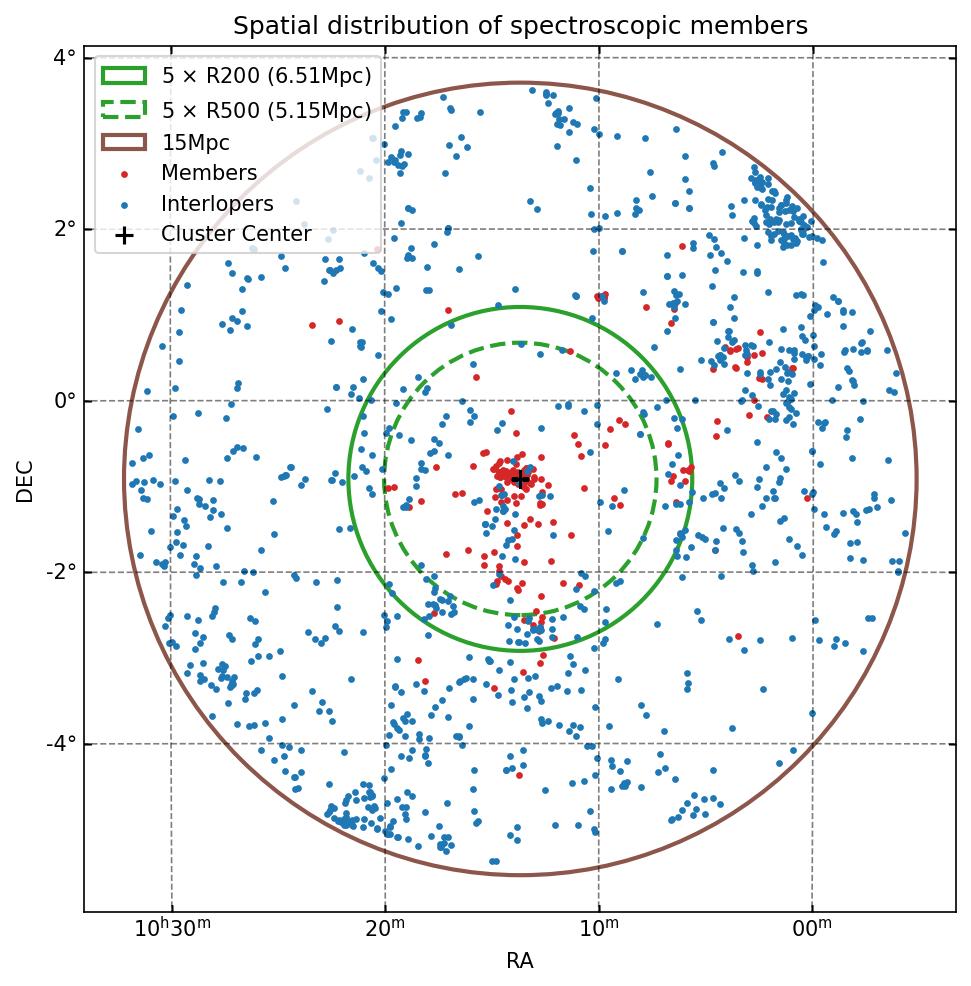 Spatial distribution of spectroscopic members
4°
5 × R200 (6.51Mpc)
5 × R500 (5.15Mpc)
15Mpc
Members
Interlopers
Cluster Center
2°
0°
-2°
-4°
DEC
10ʰ30ᵐ 20ᵐ 10ᵐ 00ᵐ
RA